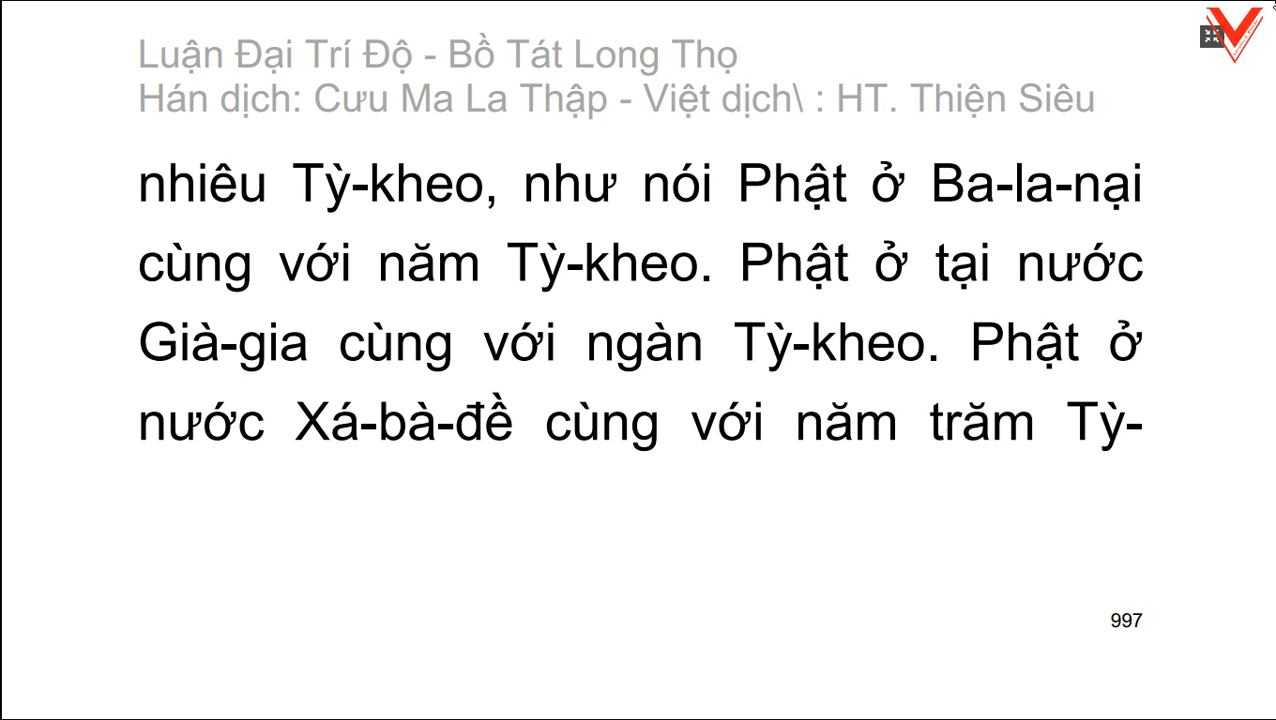 Luận Đại Trí Độ - Bồ Tát Long Thọ
Hán dịch: Cưu Ma La Thập - Việt dịch\ : HT. Thiện Siêu
nhiêu Tỳ-kheo, như nói Phật ở Ba-la-nại
cùng với năm Tỳ-kheo. Phật ở tại nước
Già-gia cùng với ngàn Tỳ-kheo. Phật ở
nước Xá-bà-đề cùng với năm trăm Tỳ-
997